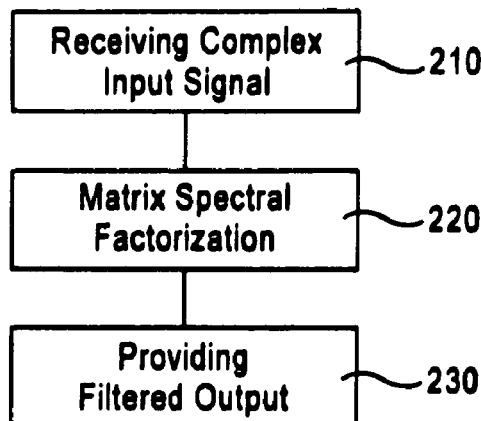 Receiving Complex
Input Signal
210
Matrix Spectral
Factorization
220
Providing
Filtered Output
230